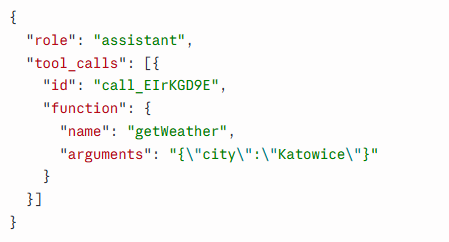 {
  "role": "assistant",
  "tool_calls": [{
    "id": "call_EIrKGD9E",
    "function": {
      "name": "getWeather",
      "arguments": "{\"city\":\"Katowice\"}"
    }
  }]
}